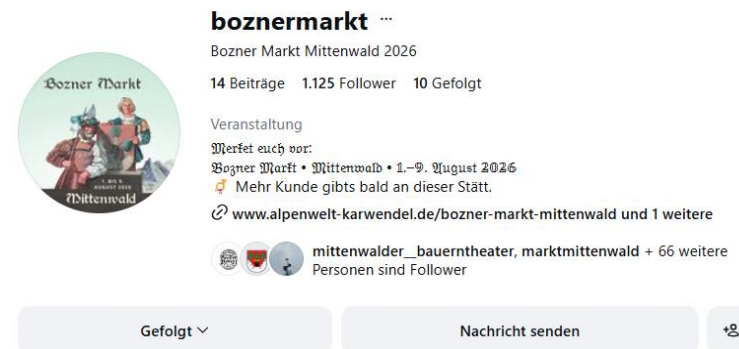 boznermarkt ...
Bozner Markt Mittenwald 2026
14 Beiträge 1.125 Follower 10 Gefolgt
Veranstaltung
𝔐𝔢𝔯𝔨𝔢𝔱 𝔢𝔲𝔠𝔥 𝔳𝔬𝔯:
𝔅𝔬𝔷𝔫𝔢𝔯 𝔐𝔞𝔯𝔨𝔱 • 𝔐𝔦𝔱𝔱𝔢𝔫𝔴𝔞𝔩𝔡 • 𝟏.–𝟗. 𝔄𝔲𝔤𝔲𝔰𝔱 𝟐𝟎𝟐𝟔
Mehr Kunde gibts bald an dieser Stätt.
www.alpenwelt-karwendel.de/bozner-markt-mittenwald und 1 weitere
mittenwalder__bauerntheater, marktmittenwald + 66 weitere
Personen sind Follower
Gefolgt
Nachricht senden
Bozner Markt
1. BIS 9.
AUGUST 2026
Mittenwald